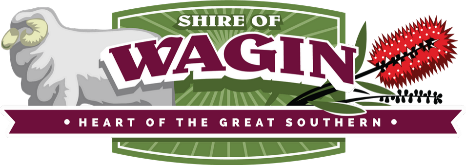 SHIRE OF
WAGIN
• HEART OF THE GREAT SOUTHERN •